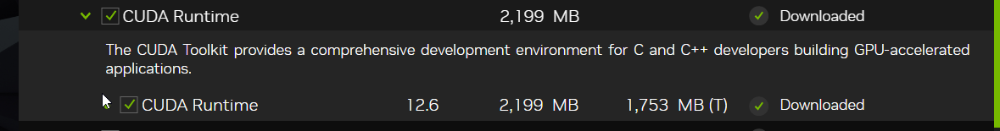 CUDA Runtime 2,199 MB Downloaded
The CUDA Toolkit provides a comprehensive development environment for C and C++ developers building GPU-accelerated
applications.
CUDA Runtime 12.6 2,199 MB 1,753 MB (T) Downloaded